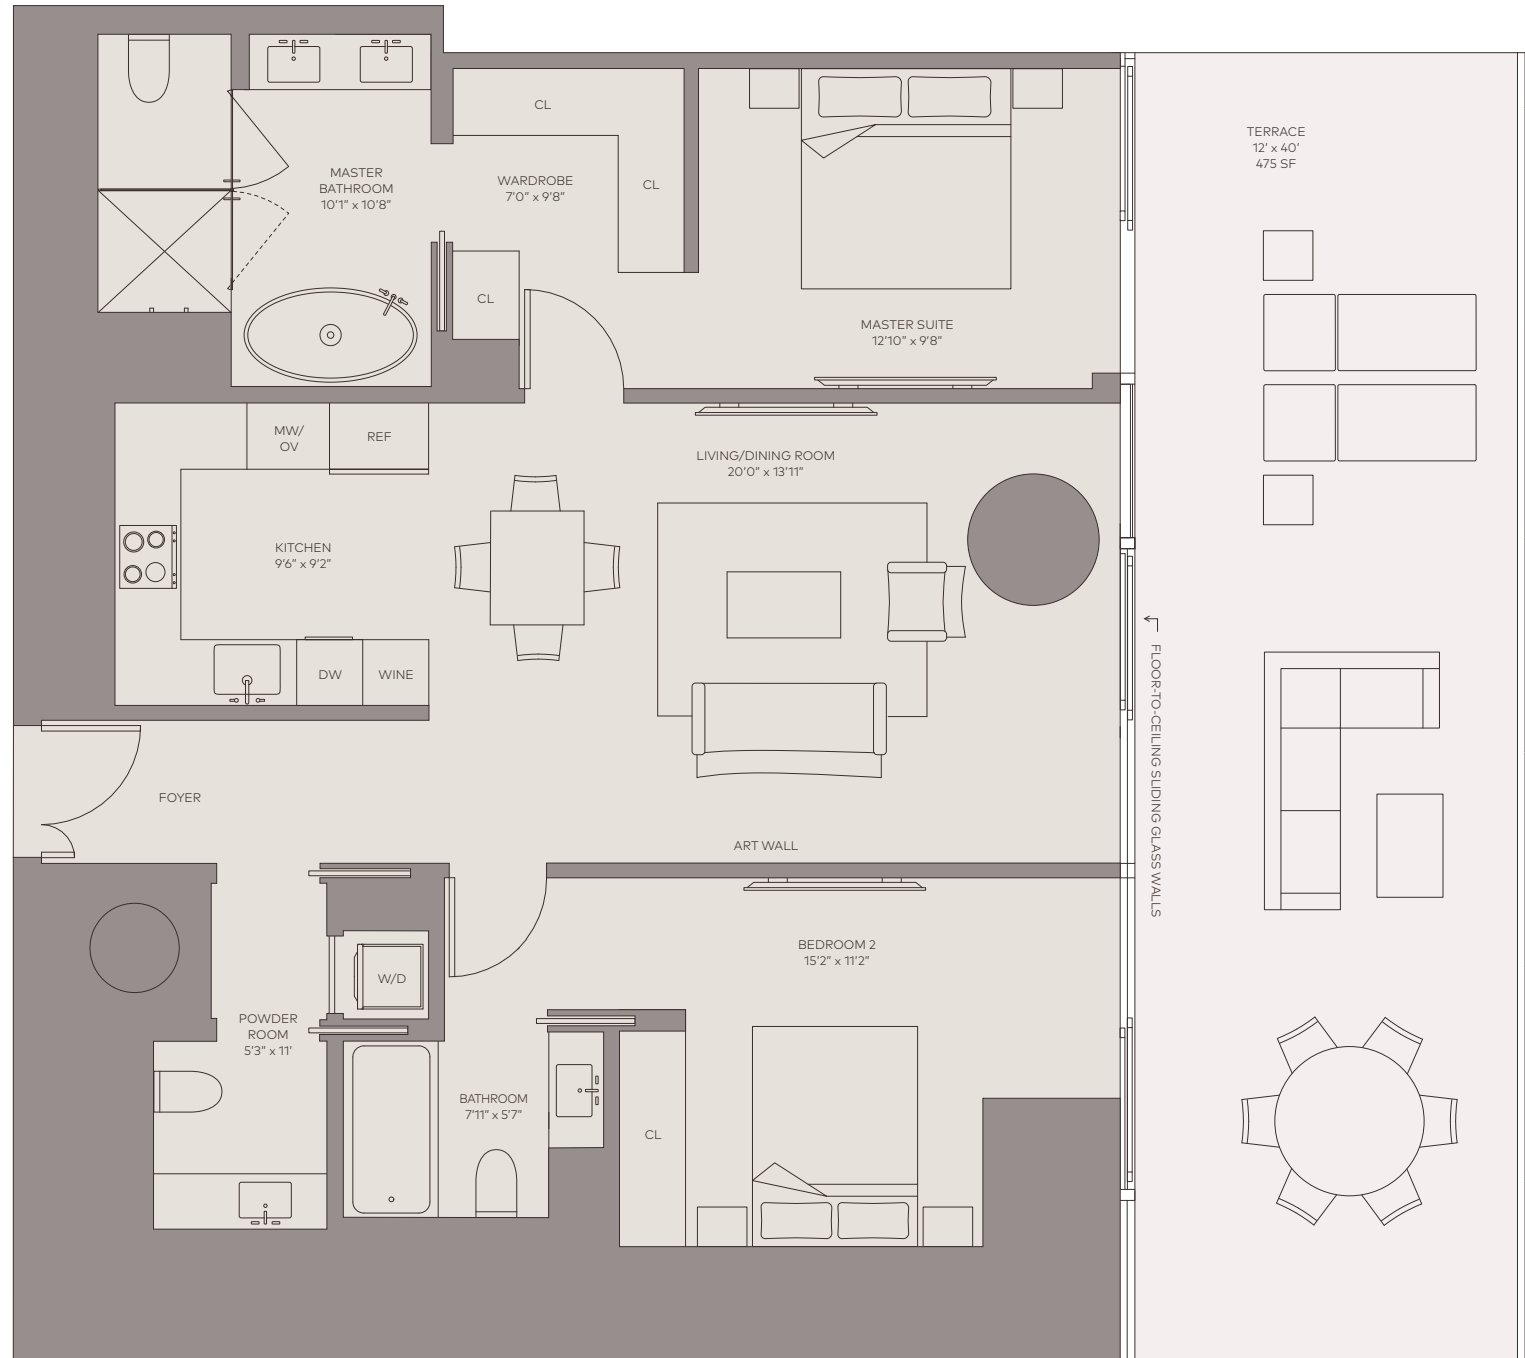 CL
TERRACE
12' x 40'
475 SF
MASTER
BATHROOM
10'1" x 10'8"
WARDROBE
7'0" x 9'8"
CL
CL
MASTER SUITE
12'10" x 9'8"
MW/
OV
REF
LIVING/DINING ROOM
20'0" x 13'11"
KITCHEN
9'6" x 9'2"
DW
WINE
FLOOR-TO-CEILING SLIDING GLASS WALLS
FOYER
ART WALL
BEDROOM 2
15'2" x 11'2"
W/D
POWDER
ROOM
5'3" x 11'
BATHROOM
7'11" x 5'7"
CL